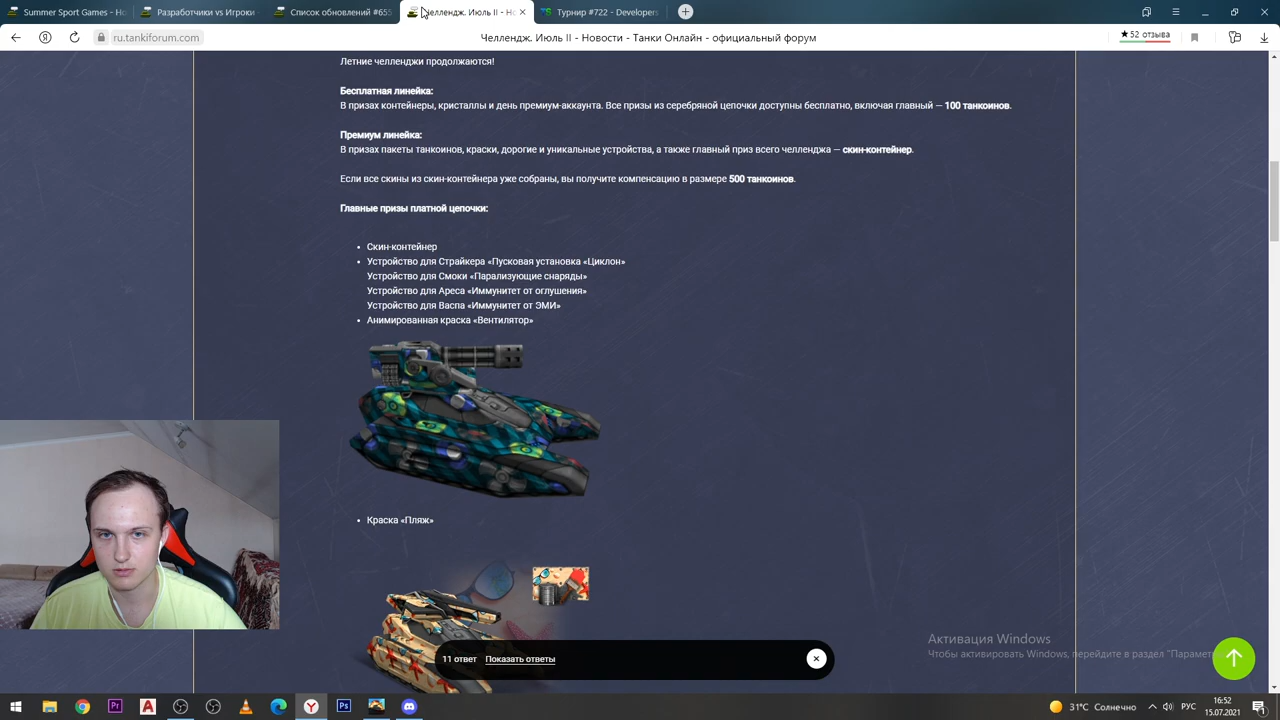 Summer Sport Games - Но
Разработчики vs Игроки
Список обновлений #655
Челлендж. Июль II - Но
Турнир #722 - Developers
ru.tankiforum.com
Челлендж. Июль II - Новости - Танки Онлайн - официальный форум
★52 отзыва
Летние челленджи продолжаются!
Бесплатная линейка:
В призах контейнеры, кристаллы и день премиум-аккаунта. Все призы из серебряной цепочки доступны бесплатно, включая главный — 100 танкоинов.
Премиум линейка:
В призах пакеты танкоинов, краски, дорогие и уникальные устройства, а также главный приз всего челленджа — скин-контейнер.
Если все скины из скин-контейнера уже собраны, вы получите компенсацию в размере 500 танкоинов.
Главные призы платной цепочки:
• Скин-контейнер
• Устройство для Страйкера «Пусковая установка «Циклон»
Устройство для Смоки «Парализующие снаряды»
Устройство для Ареса «Иммунитет от оглушения»
Устройство для Васпа «Иммунитет от ЭМИ»
• Анимированная краска «Вентилятор»
• Краска «Пляж»
11 ответ Показать ответы
Активация Windows
Чтобы активировать Windows, перейдите в раздел "Парамет
31°C Солнечно
РУС
16:52
15.07.2021